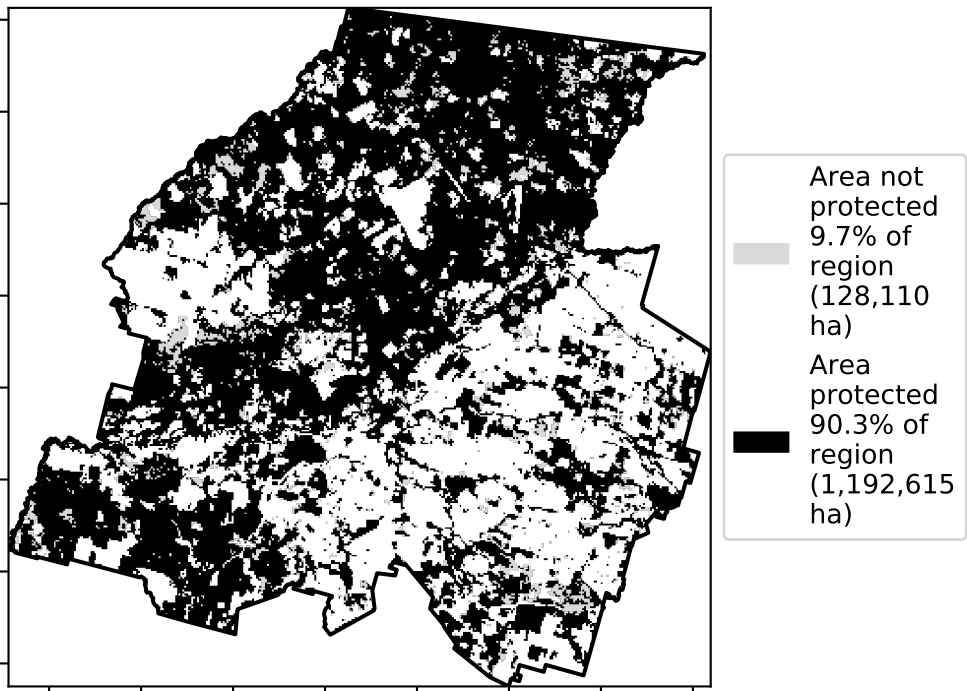 Area not
protected
9.7% of
region
(128,110
ha)
Area
protected
90.3% of
region
(1,192,615
ha)